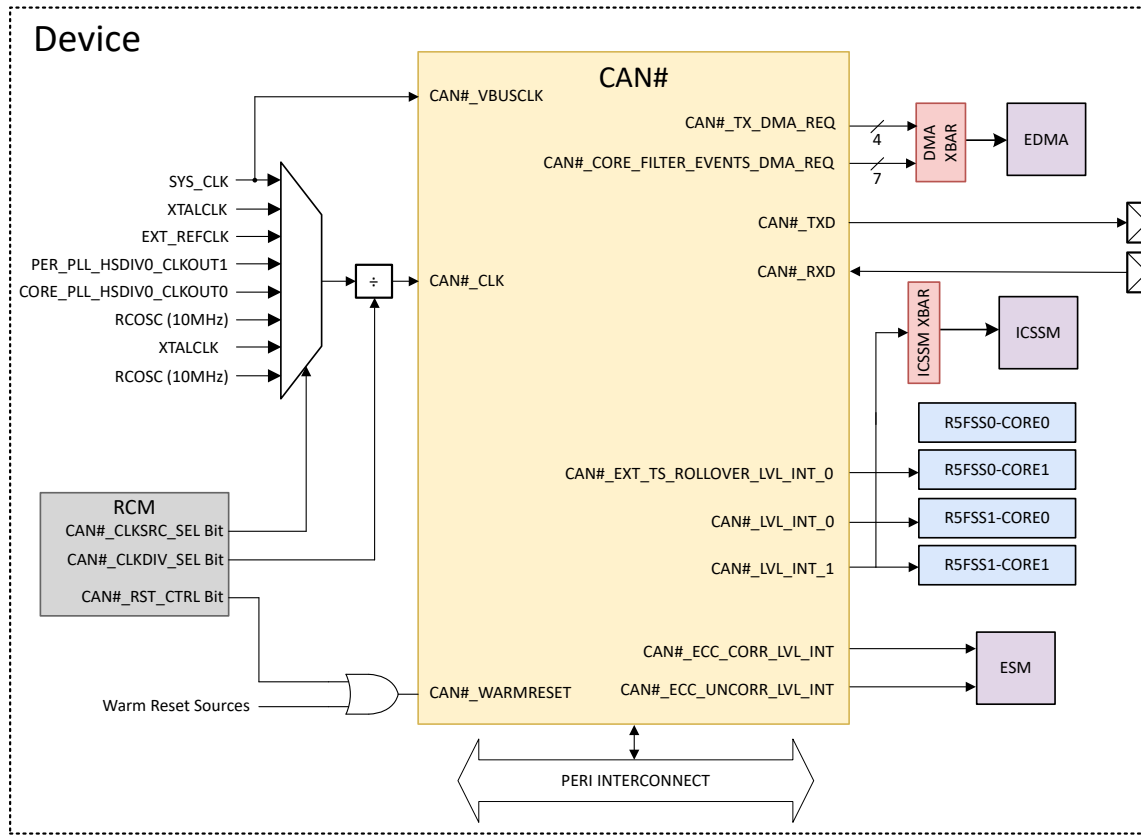 Device
CAN#
CAN#_VBUSCLK
CAN#_TX_DMA_REQ
4
CAN#_CORE_FILTER_EVENTS_DMA_REQ
7
DMA
XBAR
EDMA
SYS_CLK
XTALCLK
EXT_REFCLK
PER_PLL_HSDIV0_CLKOUT1
CORE_PLL_HSDIV0_CLKOUT0
RCOSC (10MHz)
XTALCLK
RCOSC (10MHz)
÷
CAN#_CLK
CAN#_TXD
CAN#_RXD
ICSSM XBAR
ICSSM
R5FSS0-CORE0
R5FSS0-CORE1
R5FSS1-CORE0
R5FSS1-CORE1
CAN#_EXT_TS_ROLLOVER_LVL_INT_0
CAN#_LVL_INT_0
CAN#_LVL_INT_1
RCM
CAN#_CLKSRC_SEL Bit
CAN#_CLKDIV_SEL Bit
CAN#_RST_CTRL Bit
Warm Reset Sources
CAN#_WARMRESET
CAN#_ECC_CORR_LVL_INT
CAN#_ECC_UNCORR_LVL_INT
ESM
PERI INTERCONNECT